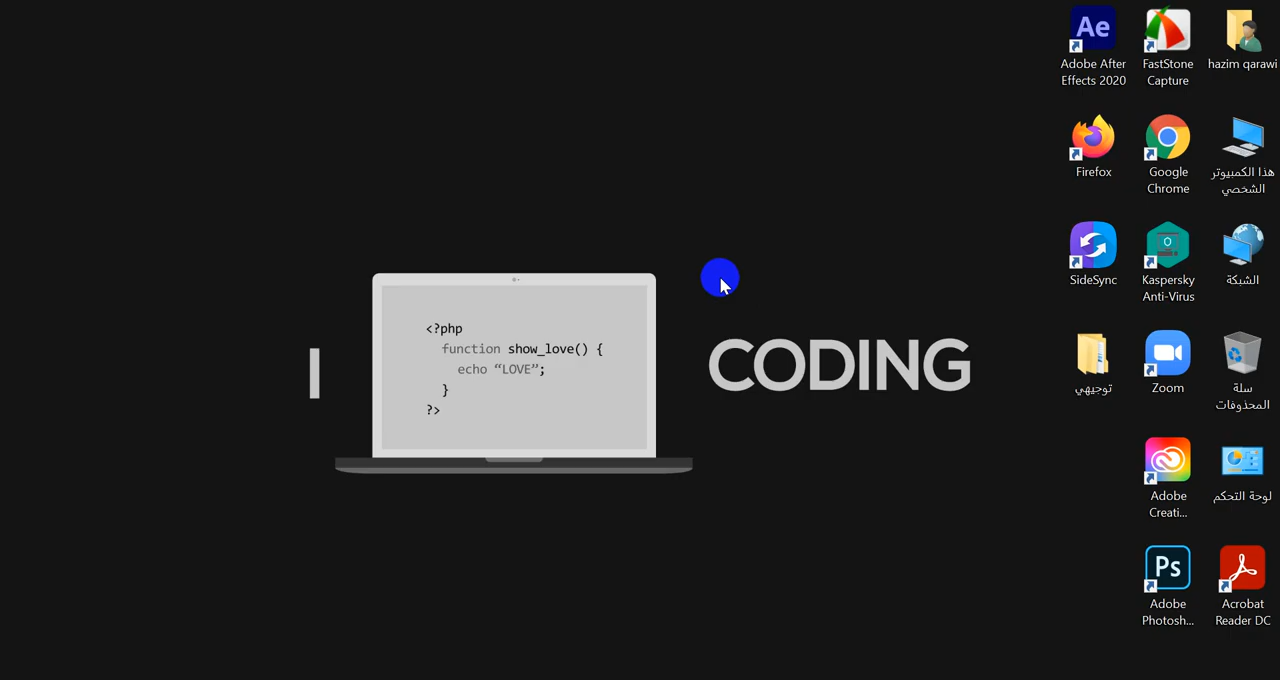 I
<?php
function show_love() {
echo “LOVE”;
}
?>
CODING
Ae
Adobe After
Effects 2020
FastStone
Capture
hazim qarawi
Firefox
Google
Chrome
هذا الكمبيوتر
الشخصي
SideSync
Kaspersky
Anti-Virus
الشبكة
توجيهي
Zoom
سلة
المحذوفات
Adobe
Creati...
لوحة التحكم
Ps
Adobe
Photosh...
Acrobat
Reader DC